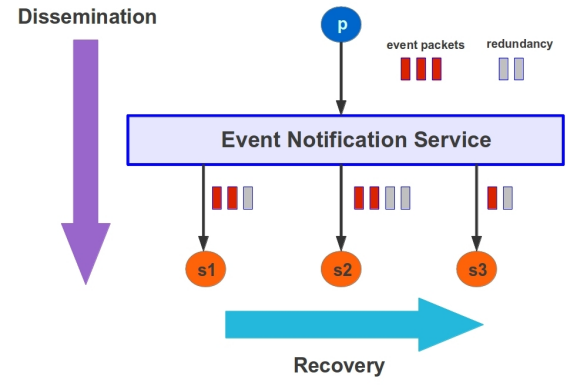 Dissemination
p
event packets
redundancy
Event Notification Service
s1
s2
s3
Recovery